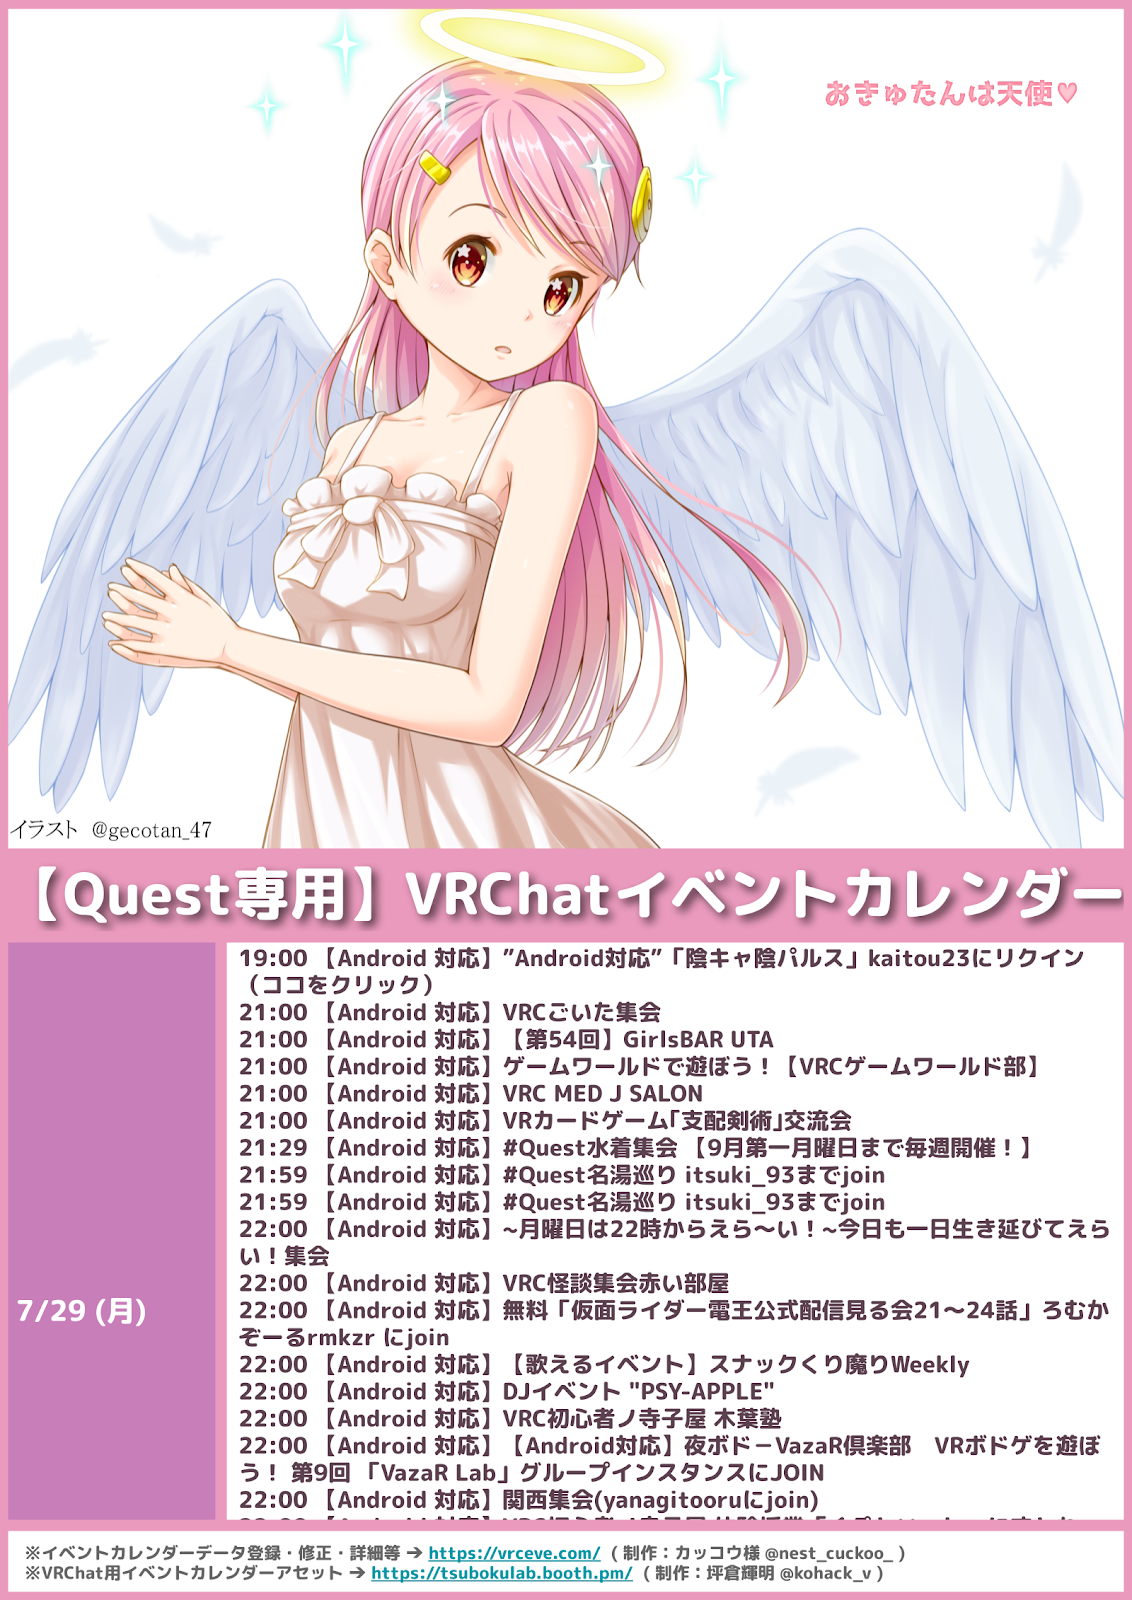 おきゅたんは天使♥
イラスト @gecotan_47
【Quest専用】VRChatイベントカレンダー
7/29 (月)
19:00 【Android 対応】”Android対応”「陰キャ陰パルス」kaitou23にリクイン
（ココをクリック）
21:00 【Android 対応】VRCごいた集会
21:00 【Android 対応】【第54回】GirlsBAR UTA
21:00 【Android 対応】ゲームワールドで遊ぼう！【VRCゲームワールド部】
21:00 【Android 対応】VRC MED J SALON
21:00 【Android 対応】VRカードゲーム｢支配剣術｣交流会
21:29 【Android 対応】#Quest水着集会 【9月第一月曜日まで毎週開催！】
21:59 【Android 対応】#Quest名湯巡り itsuki_93までjoin
21:59 【Android 対応】#Quest名湯巡り itsuki_93までjoin
22:00 【Android 対応】~月曜日は22時からえら〜い！~今日も一日生き延びてえら
い！集会
22:00 【Android 対応】VRC怪談集会赤い部屋
22:00 【Android 対応】無料「仮面ライダー電王公式配信見る会21〜24話」ろむか
ぞーるrmkzr にjoin
22:00 【Android 対応】【歌えるイベント】スナックくり魔りWeekly
22:00 【Android 対応】DJイベント "PSY-APPLE"
22:00 【Android 対応】VRC初心者ノ寺子屋 木葉塾
22:00 【Android 対応】【Android対応】夜ボド－VazaR倶楽部　VRボドゲを遊ぼ
う！ 第9回 「VazaR Lab」グループインスタンスにJOIN
22:00 【Android 対応】関西集会(yanagitooruにjoin)
※イベントカレンダーデータ登録・修正・詳細等 ➔ https://vrceve.com/ ( 制作：カッコウ様 @nest_cuckoo_ )
※VRChat用イベントカレンダーアセット ➔ https://tsubokulab.booth.pm/ ( 制作：坪倉輝明 @kohack_v )